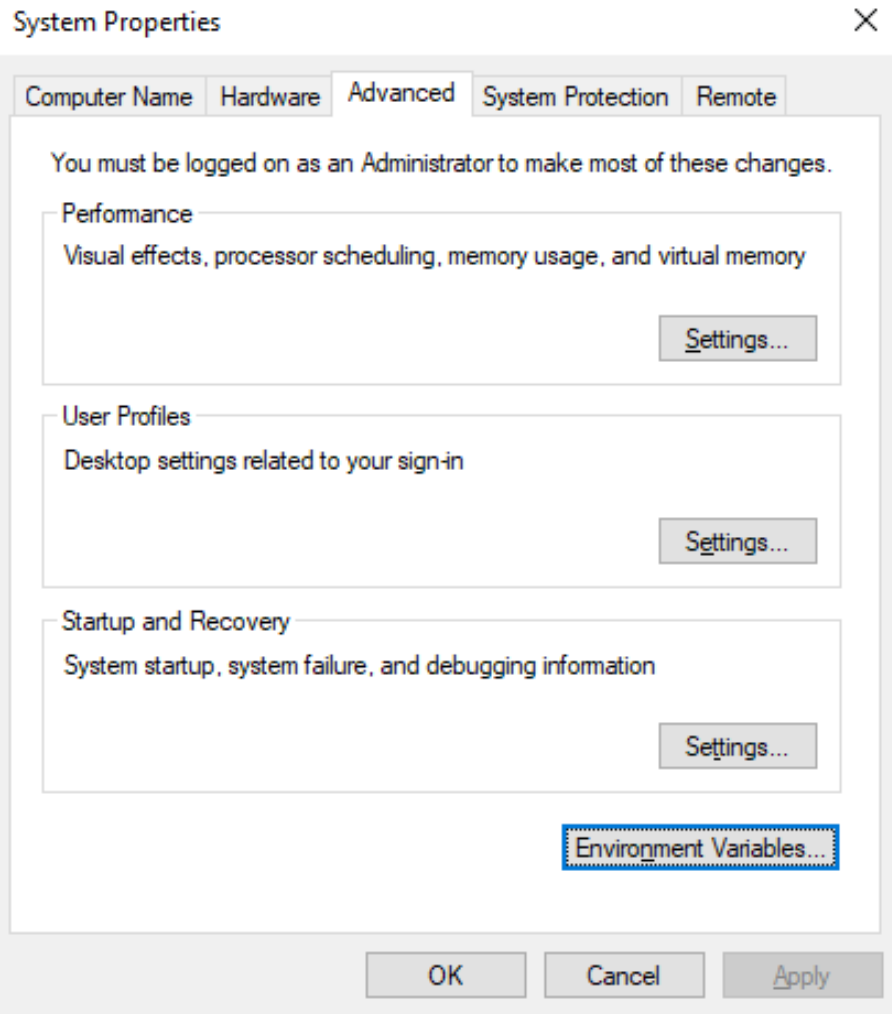 System Properties
Computer Name
Hardware
Advanced
System Protection
Remote
You must be logged on as an Administrator to make most of these changes.
Performance
Visual effects, processor scheduling, memory usage, and virtual memory
Settings...
User Profiles
Desktop settings related to your sign-in
Settings...
Startup and Recovery
System startup, system failure, and debugging information
Settings...
Environment Variables...
OK
Cancel
Apply